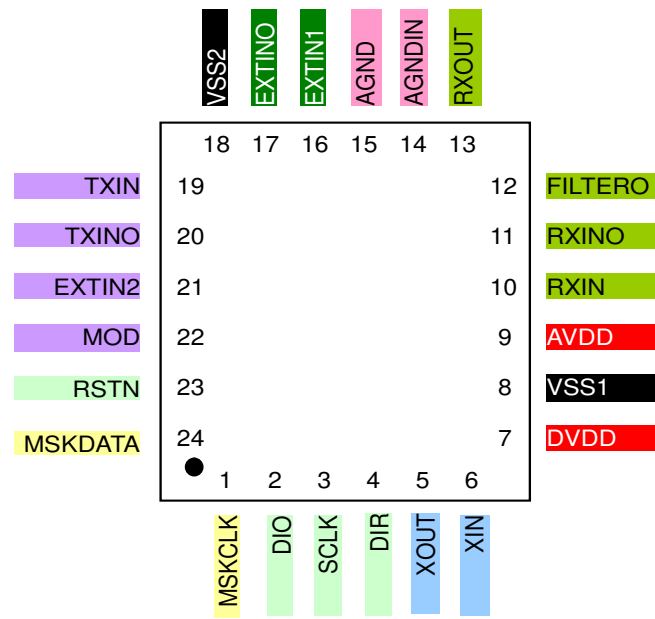 VSS2 EXTINO EXTIN1 AGND AGNDIN RXOUT
18 17 16 15 14 13
TXIN 19 12 FILTERO
TXINO 20 11 RXINO
EXTIN2 21 10 RXIN
MOD 22 9 AVDD
RSTN 23 8 VSS1
MSKDATA 24 7 DVDD
1 2 3 4 5 6
MSKCLK DIO SCLK DIR XOUT XIN